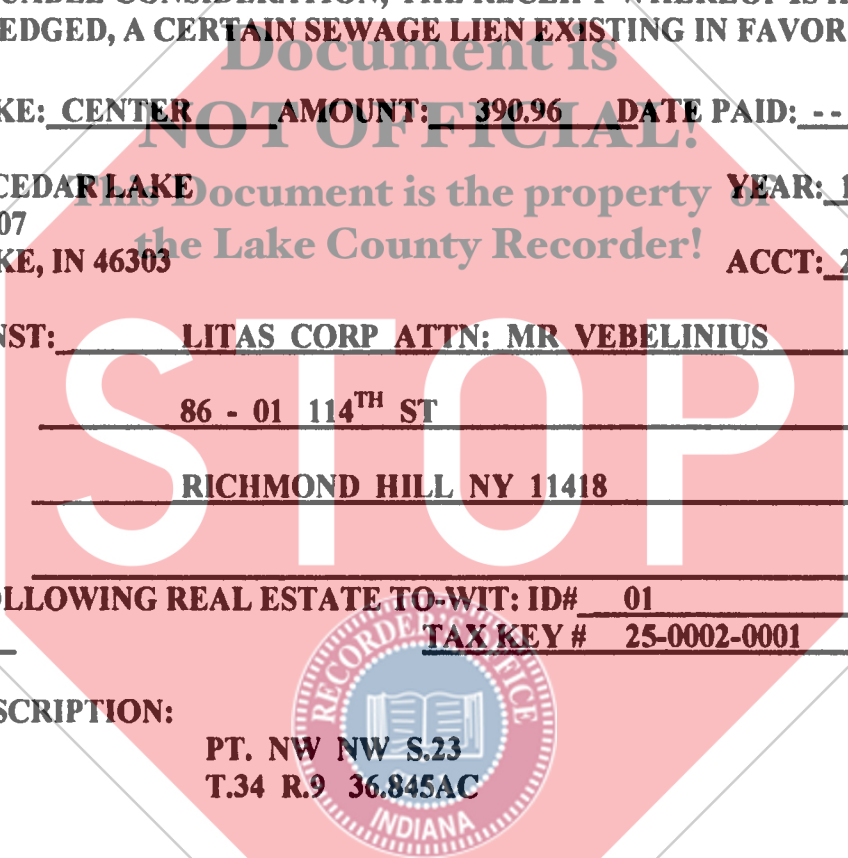 EDGED, A CERTAIN SEWAGE LIEN EXISTING IN FAVOR
Document is
KE: CENTER AMOUNT: 390.96 DATE PAID: --
NOT OFFICIAL!
CEDAR LAKE YEAR: 1
This Document is the property of
07
the Lake County Recorder!
KE, IN 46303 ACCT: 2
NST: LITAS CORP ATTN: MR VEBELINIUS
STOP
86 - 01 114TH ST
RICHMOND HILL NY 11418
OLLOWING REAL ESTATE TO-WIT: ID# 01
TAX KEY # 25-0002-0001
RECORDER'S OFFICE
SCRIPTION:
PT. NW NW S.23
T.34 R.9 36.845AC
INDIANA